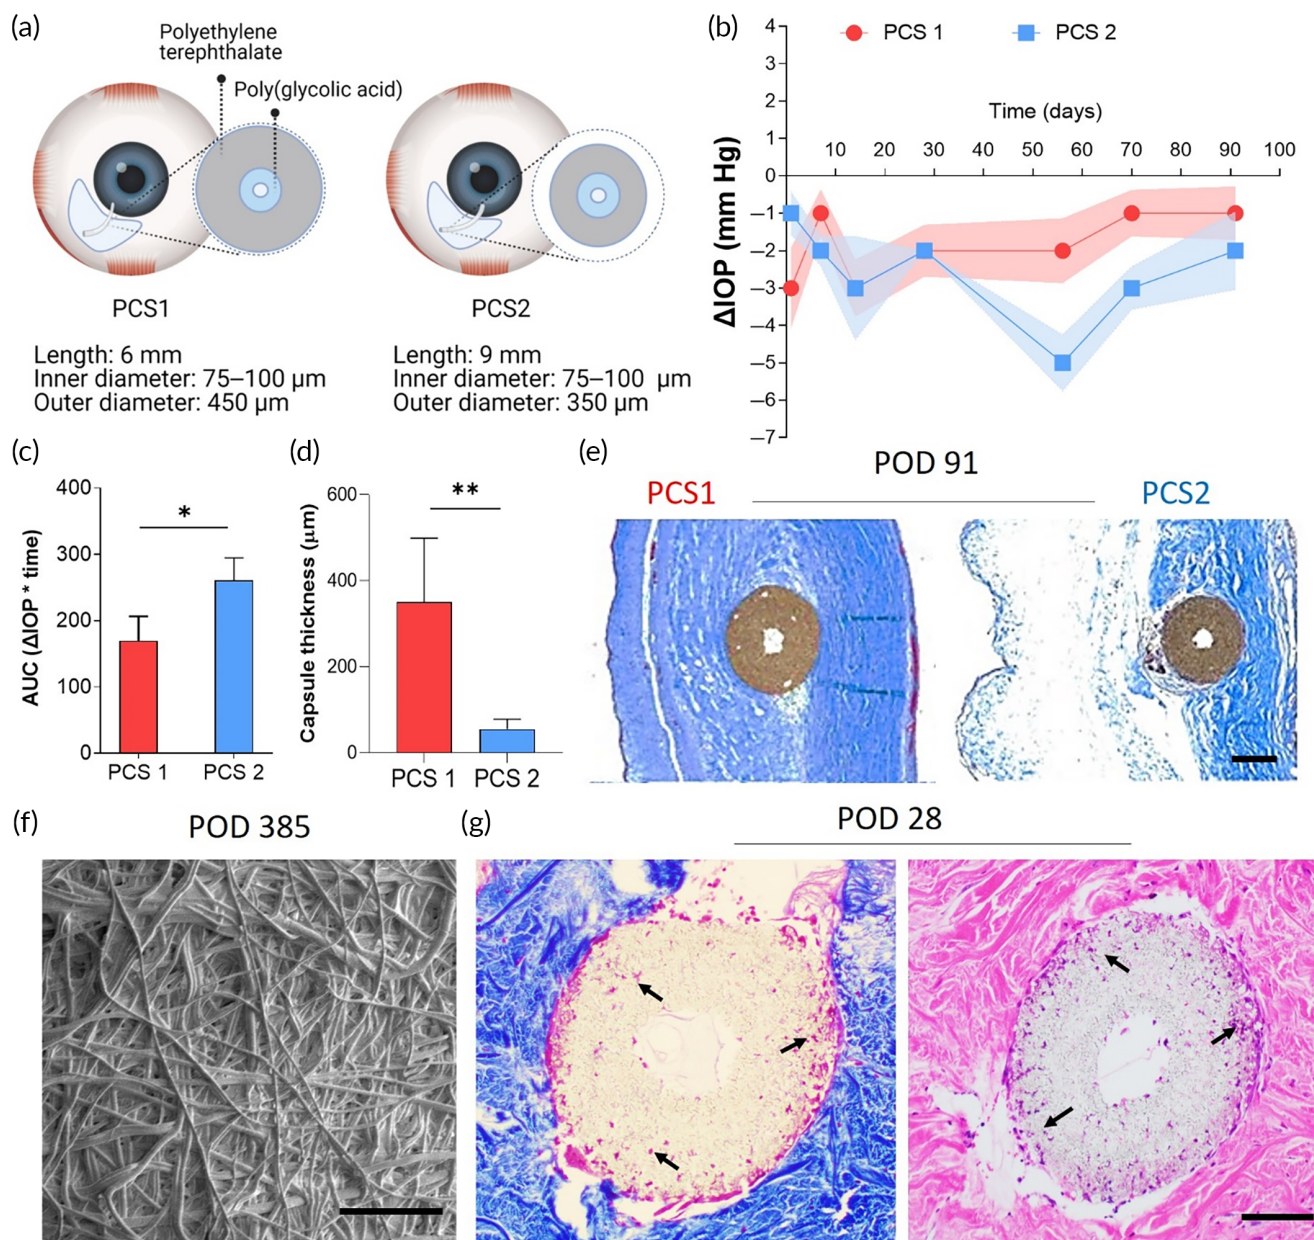 (a)
Polyethylene
terephthalate
Poly(glycolic acid)
PCS1
PCS2
Length: 6 mm
Inner diameter: 75–100 μm
Outer diameter: 450 μm
Length: 9 mm
Inner diameter: 75–100 μm
Outer diameter: 350 μm
(b)
PCS 1
PCS 2
Time (days)
ΔIOP (mm Hg)
4
3
2
1
0
–1
–2
–3
–4
–5
–6
–7
10 20 30 40 50 60 70 80 90 100
(c)
AUC (ΔIOP * time)
400
300
200
100
0
*
PCS 1 PCS 2
(d)
Capsule thickness (μm)
600
400
200
0
**
PCS 1 PCS 2
(e)
POD 91
PCS1
PCS2
(f)
POD 385
(g)
POD 28